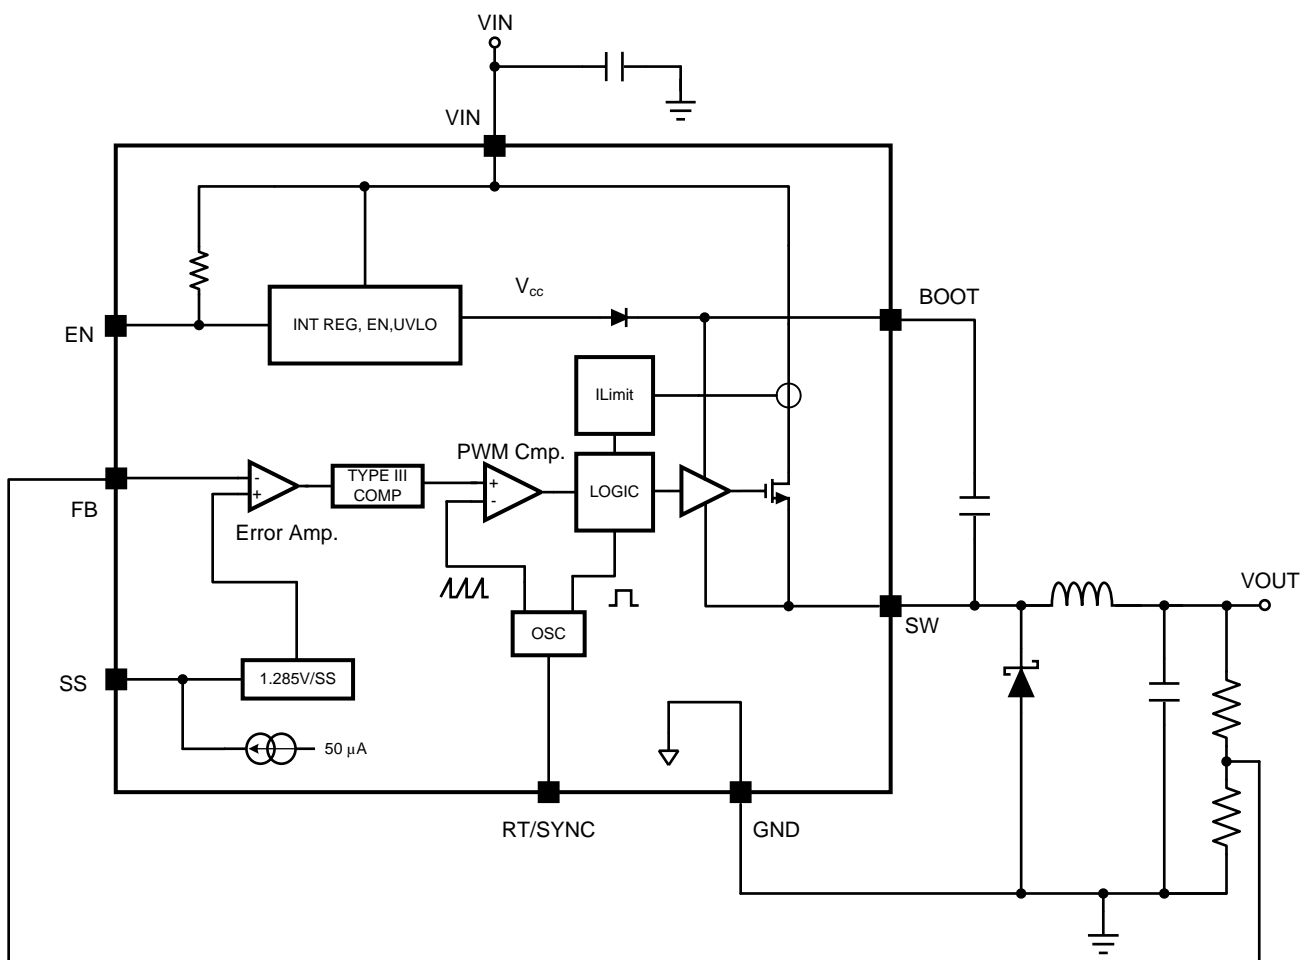 VIN
VIN
V_cc
BOOT
EN
INT REG, EN,UVLO
ILimit
PWM Cmp.
TYPE III
COMP
-
+
+
-
LOGIC
FB
Error Amp.
VOUT
SW
OSC
SS
1.285V/SS
50 µA
RT/SYNC
GND